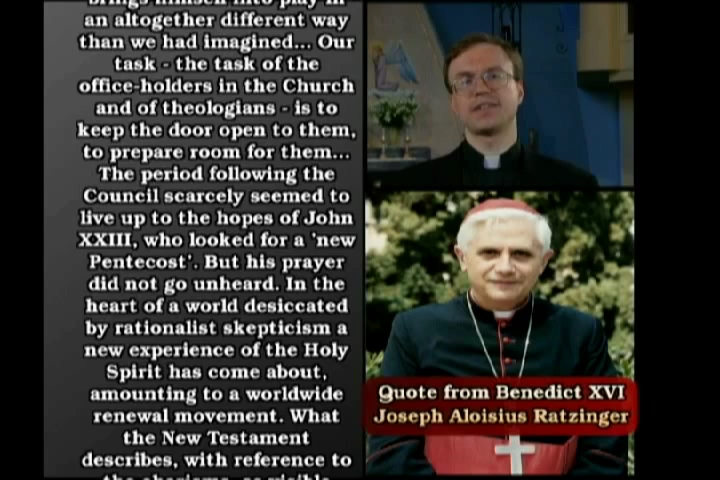 brings himself into play in
an altogether different way
than we had imagined... Our
task - the task of the
office-holders in the Church
and of theologians - is to
keep the door open to them,
to prepare room for them...
The period following the
Council scarcely seemed to
live up to the hopes of John
XXIII, who looked for a 'new
Pentecost'. But his prayer
did not go unheard. In the
heart of a world desiccated
by rationalist skepticism a
new experience of the Holy
Spirit has come about,
amounting to a worldwide
renewal movement. What
the New Testament
describes, with reference to
the charisms, as visible
Quote from Benedict XVI
Joseph Aloisius Ratzinger